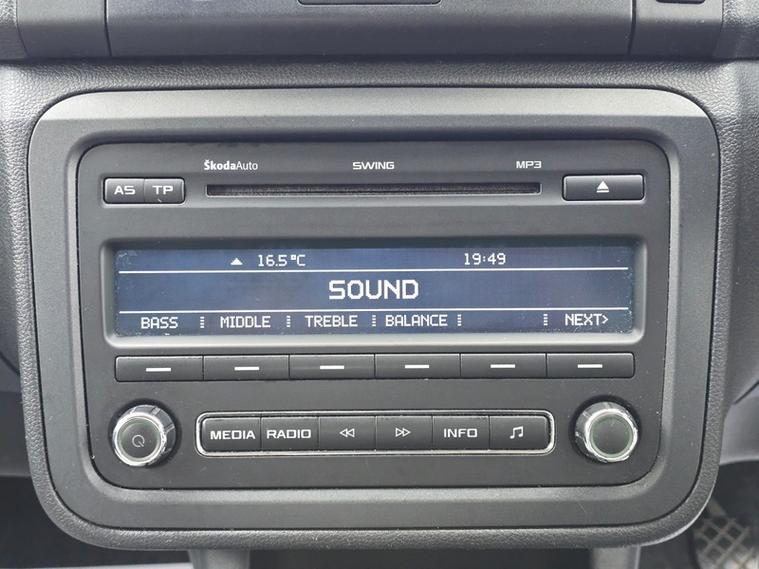 ŠkodaAuto SWING MP3
AS TP
16.5°C 19:49
SOUND
BASS MIDDLE TREBLE BALANCE NEXT>
MEDIA RADIO INFO